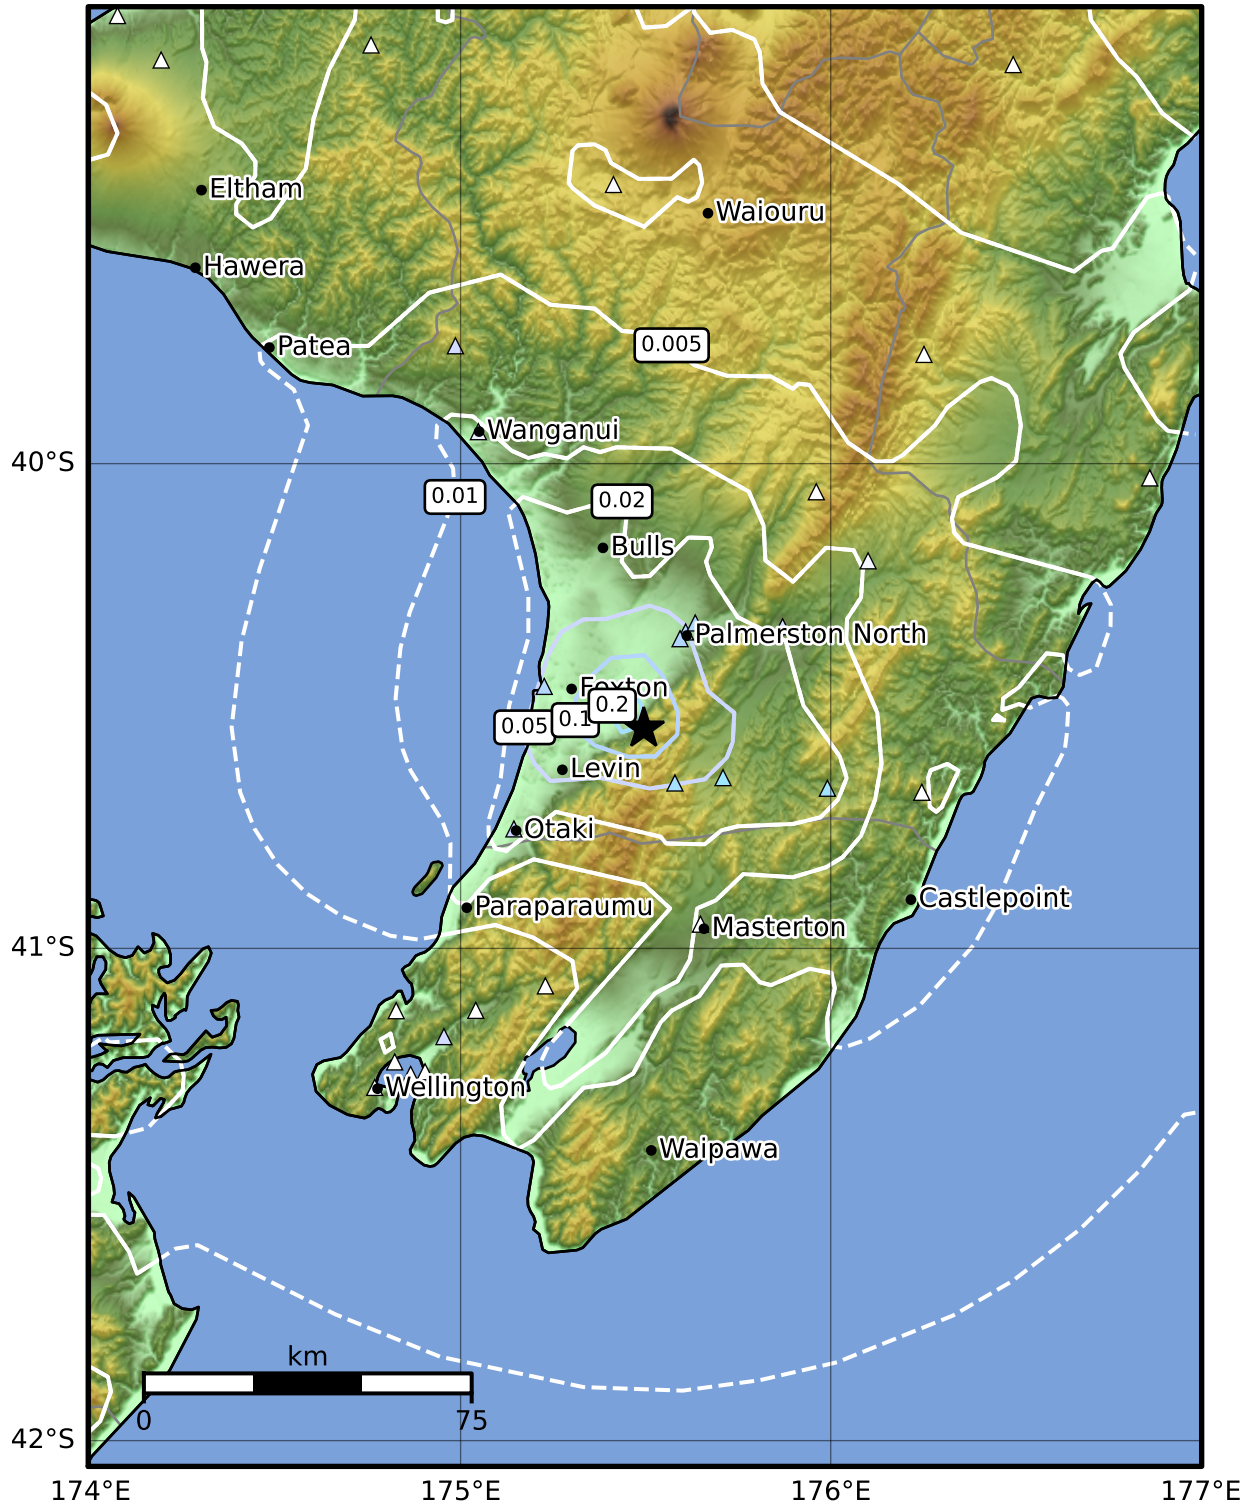 Eltham
Waiouru
Hawera
0.005
Patea
Wanganui
40°S
0.01
0.02
Bulls
Palmerston North
Foxton
0.2
0.1
0.05
Levin
Otaki
Castlepoint
Paraparaumu
Masterton
41°S
Wellington
Waipawa
km
0
75
42°S
174°E
175°E
176°E
177°E